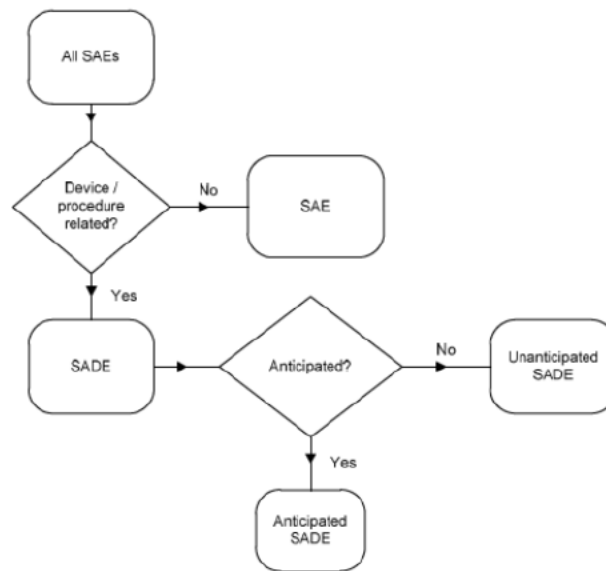 All SAEs
Device /
procedure
related?
No
SAE
Yes
SADE
Anticipated?
No
Unanticipated
SADE
Yes
Anticipated
SADE